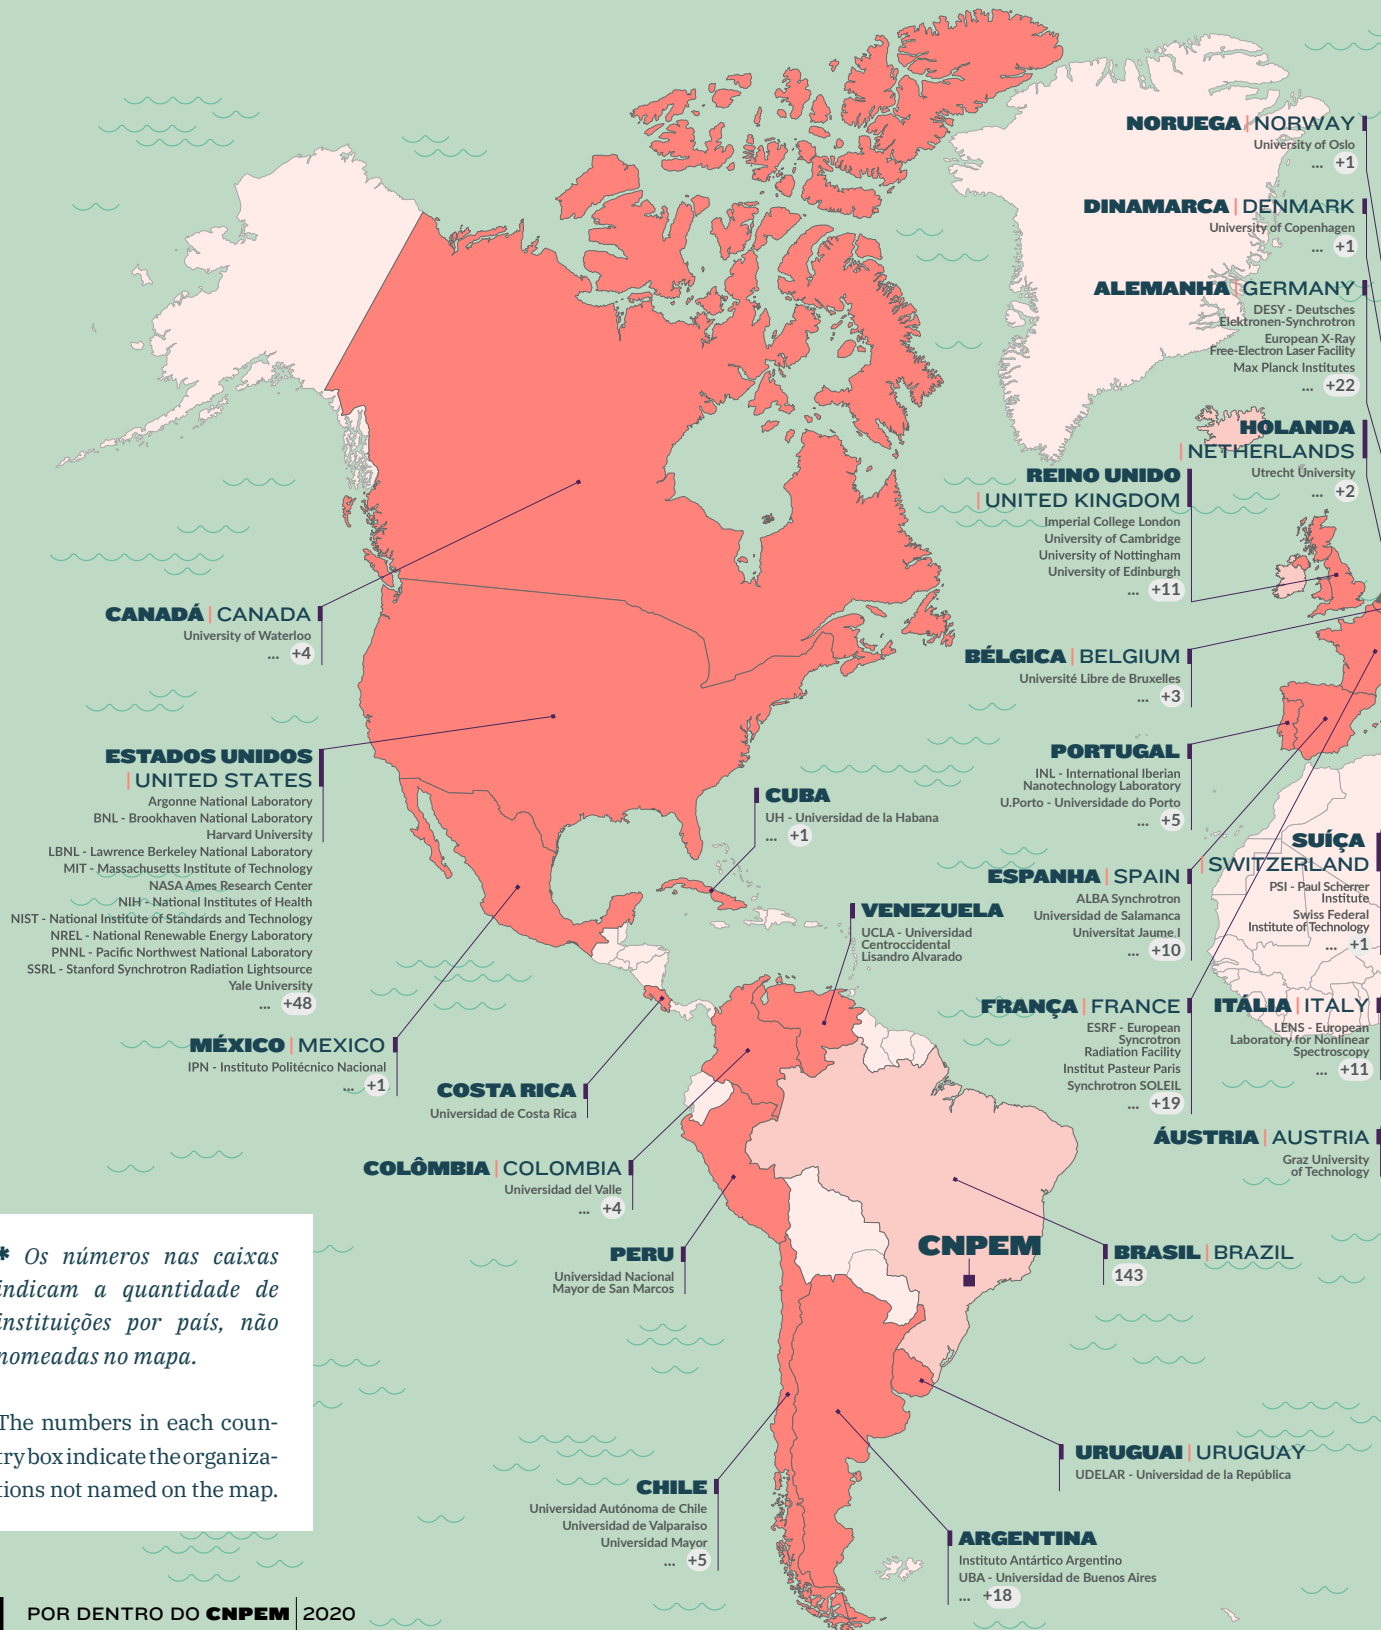 NORUEGA | NORWAY
University of Oslo
... +1
DINAMARCA | DENMARK
University of Copenhagen
... +1
ALEMANHA | GERMANY
DESY - Deutsches
Elektronen-Synchrotron
European X-Ray
Free-Electron Laser Facility
Max Planck Institutes
... +22
HOLANDA
| NETHERLANDS
Utrecht University
... +2
REINO UNIDO
| UNITED KINGDOM
Imperial College London
University of Cambridge
University of Nottingham
University of Edinburgh
... +11
CANADÁ | CANADA
University of Waterloo
... +4
BÉLGICA | BELGIUM
Université Libre de Bruxelles
... +3
ESTADOS UNIDOS
| UNITED STATES
Argonne National Laboratory
BNL - Brookhaven National Laboratory
Harvard University
LBNL - Lawrence Berkeley National Laboratory
MIT - Massachusetts Institute of Technology
NASA Ames Research Center
NIH - National Institutes of Health
NIST - National Institute of Standards and Technology
NREL - National Renewable Energy Laboratory
PNNL - Pacific Northwest National Laboratory
SSRL - Stanford Synchrotron Radiation Lightsource
Yale University
... +48
PORTUGAL
INL - International Iberian
Nanotechnology Laboratory
U.Porto - Universidade do Porto
... +5
CUBA
UH - Universidad de la Habana
... +1
SUÍÇA
| SWITZERLAND
PSI - Paul Scherrer
Institute
Swiss Federal
Institute of Technology
... +1
ESPANHA | SPAIN
ALBA Synchrotron
Universidad de Salamanca
Universitat Jaume I
... +10
VENEZUELA
UCLA - Universidad
Centroccidental
Lisandro Alvarado
FRANÇA | FRANCE
ESRF - European
Syncrotron
Radiation Facility
Institut Pasteur Paris
Synchrotron SOLEIL
... +19
ITÁLIA | ITALY
LENS - European
Laboratory for Nonlinear
Spectroscopy
... +11
MÉXICO | MEXICO
IPN - Instituto Politécnico Nacional
... +1
COSTA RICA
Universidad de Costa Rica
ÁUSTRIA | AUSTRIA
Graz University
of Technology
COLÔMBIA | COLOMBIA
Universidad del Valle
... +4
PERU
Universidad Nacional
Mayor de San Marcos
CNPEM
BRASIL | BRAZIL
143
* Os números nas caixas
indicam a quantidade de
instituições por país, não
nomeadas no mapa.
The numbers in each coun-
try box indicate the organiza-
tions not named on the map.
URUGUAI | URUGUAY
UDELAR - Universidad de la República
CHILE
Universidad Autónoma de Chile
Universidad de Valparaiso
Universidad Mayor
... +5
ARGENTINA
Instituto Antártico Argentino
UBA - Universidad de Buenos Aires
... +18
POR DENTRO DO CNPEM | 2020